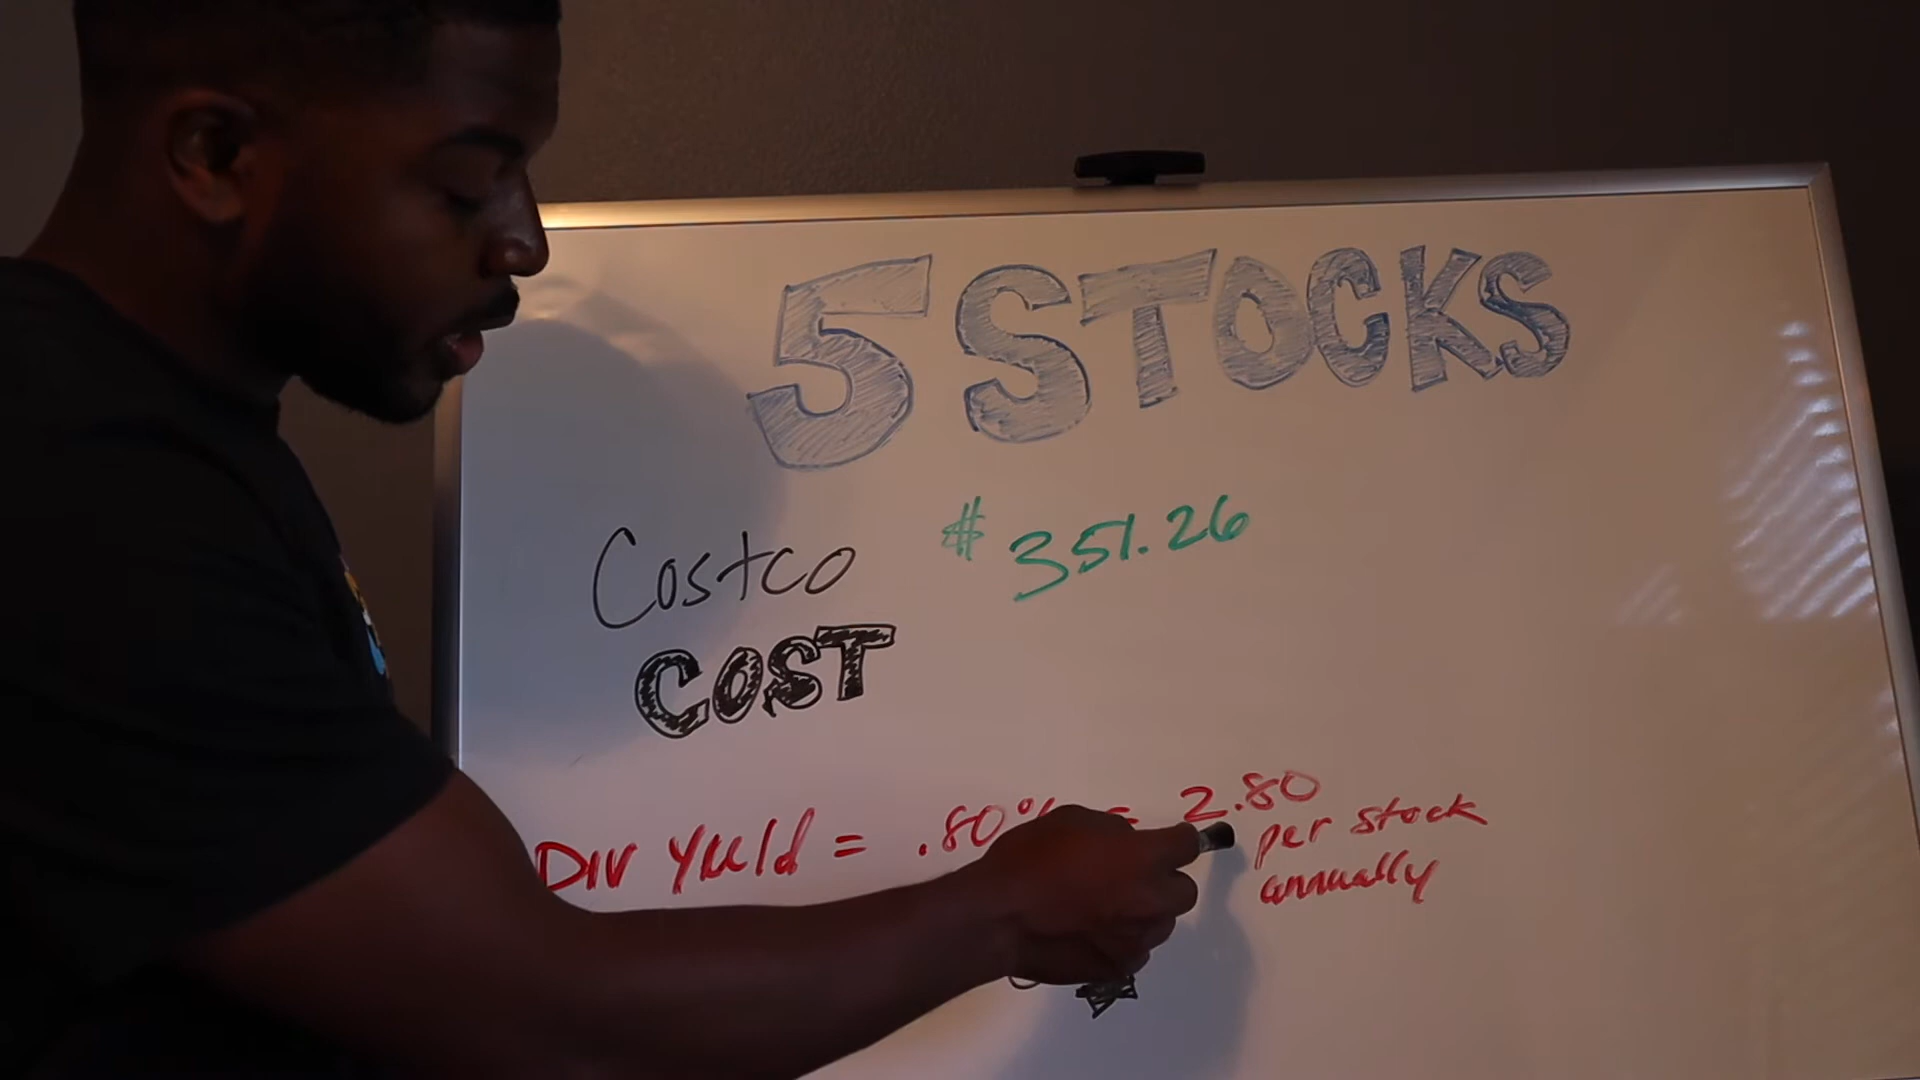 5 STOCKS
Costco $351.26
COST
DIV Yield = .80% = 2.80
per stock
annually